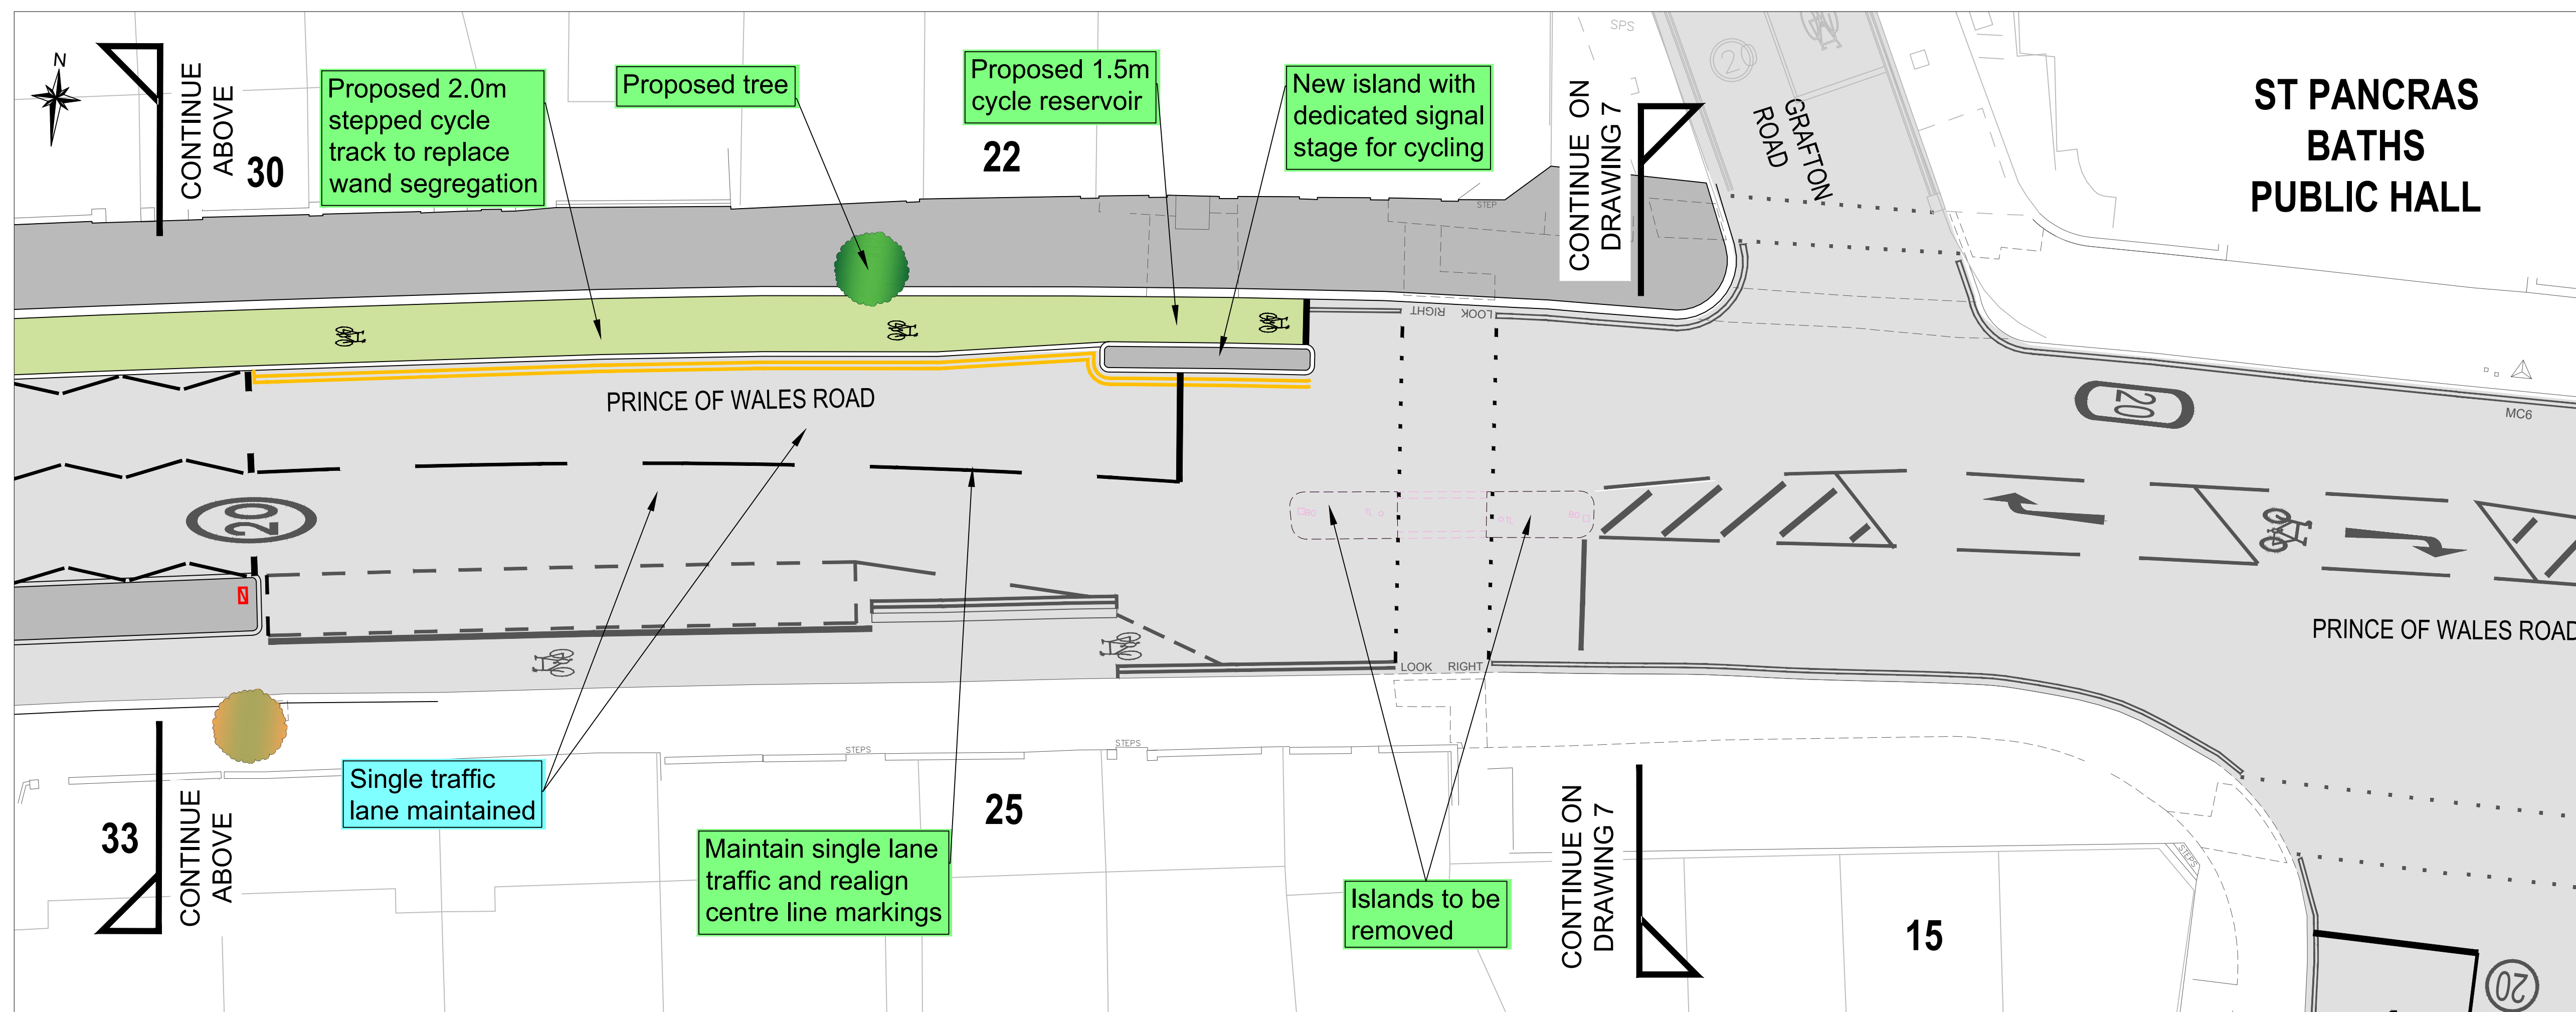 N
CONTINUE
ABOVE
30
Proposed 2.0m
stepped cycle
track to replace
wand segregation
Proposed tree
22
Proposed 1.5m
cycle reservoir
New island with
dedicated signal
stage for cycling
CONTINUE ON
DRAWING 7
SPS
20
GRAFTON
ROAD
ST PANCRAS
BATHS
PUBLIC HALL
STEP
LOOK RIGHT
PRINCE OF WALES ROAD
20
MC6
20
BO
BO
PRINCE OF WALES ROAD
LOOK RIGHT
STEPS
STEPS
Single traffic
lane maintained
33
CONTINUE
ABOVE
25
Maintain single lane
traffic and realign
centre line markings
Islands to be
removed
CONTINUE ON
DRAWING 7
15
STEPS
20